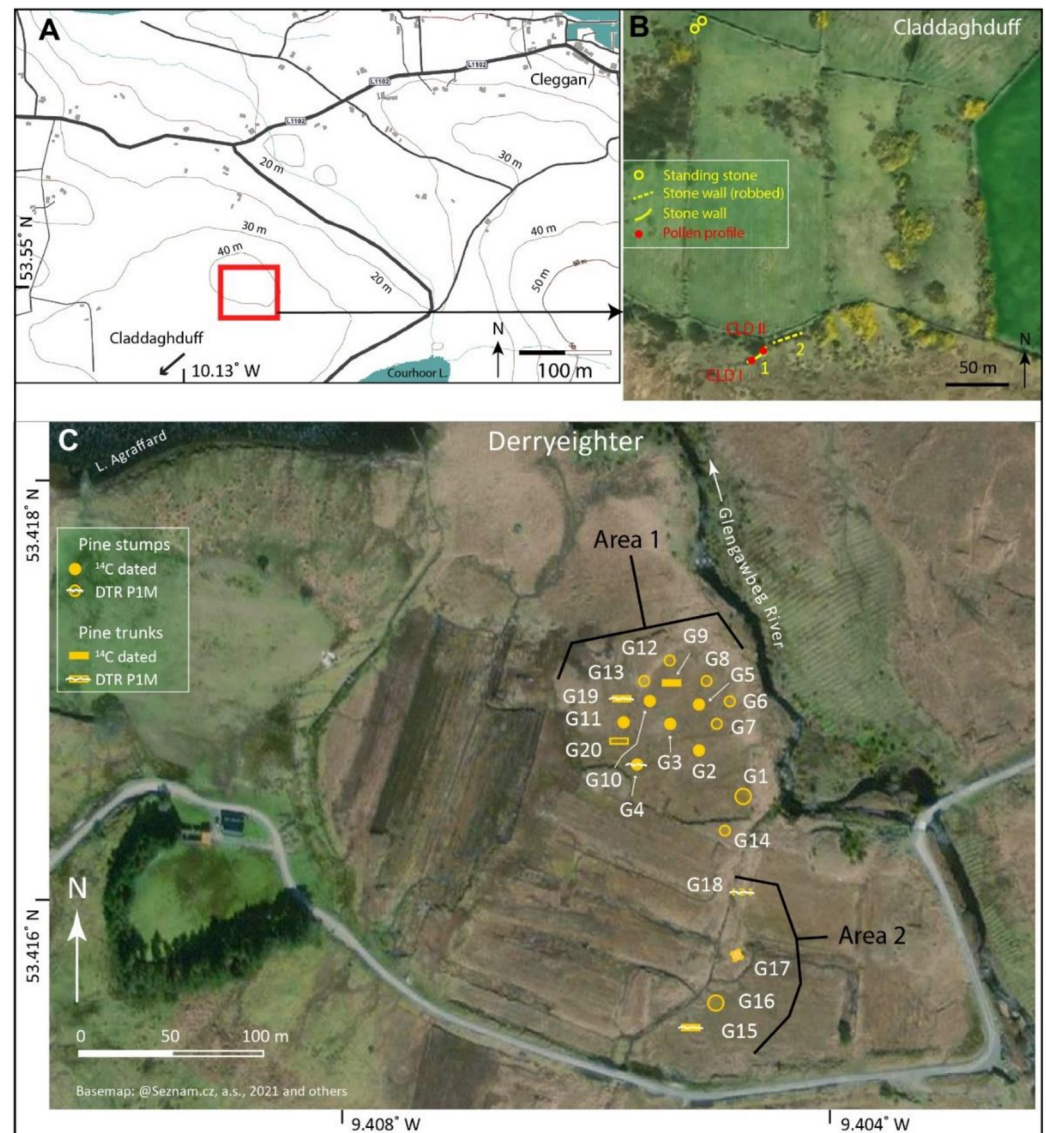 A
L1102
L1102
Cleggan
20 m
30 m
30 m
40 m
40 m
20 m
50 m
53.55° N
Claddaghduff
N
10.13° W
Courhoor L.
100 m
B
Claddaghduff
Standing stone
Stone wall (robbed)
Stone wall
Pollen profile
CLD II
2
CLD I
1
N
50 m
C
Derryeighter
L. Agraffard
53.418° N
Pine stumps
¹⁴C dated
DTR P1M
Pine trunks
¹⁴C dated
DTR P1M
Area 1
Glengawbeg River
G9
G12
G8
G13
G5
G19
G6
G11
G7
G20
G3
G2
G10
G1
G4
G14
G18
N
53.416° N
Area 2
G17
G16
G15
0 50 100 m
Basemap: @Seznam.cz, a.s., 2021 and others
9.408° W
9.404° W